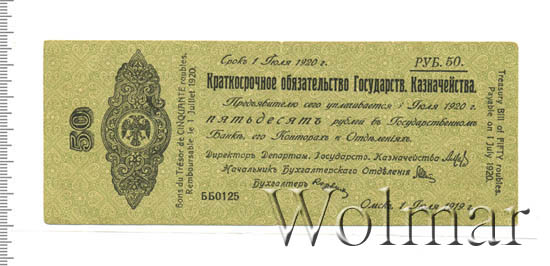 Срокъ 1 Іюля 1920 г.
РУБ. 50.
Краткосрочное обязательство Государств. Казначейства.
Предъявителю сего уплачивается 1 Іюля 1920 г.
пятьдесятъ рублей въ Государственномъ
Банкѣ, его Конторахъ и Отдѣленіяхъ.
Директоръ Департам. Государств. Казначейства
Начальникъ Бухгалтерскаго Отдѣленія
Бухгалтеръ
ББ0125
Омскъ, 1 Іюля 1919 г.
50
Bons du Trésor de CINQUANTE roubles.
Remboursable le 1 Juillet 1920.
Treasury Bill of FIFTY roubles.
Payable on 1 July 1920.
Wolmar